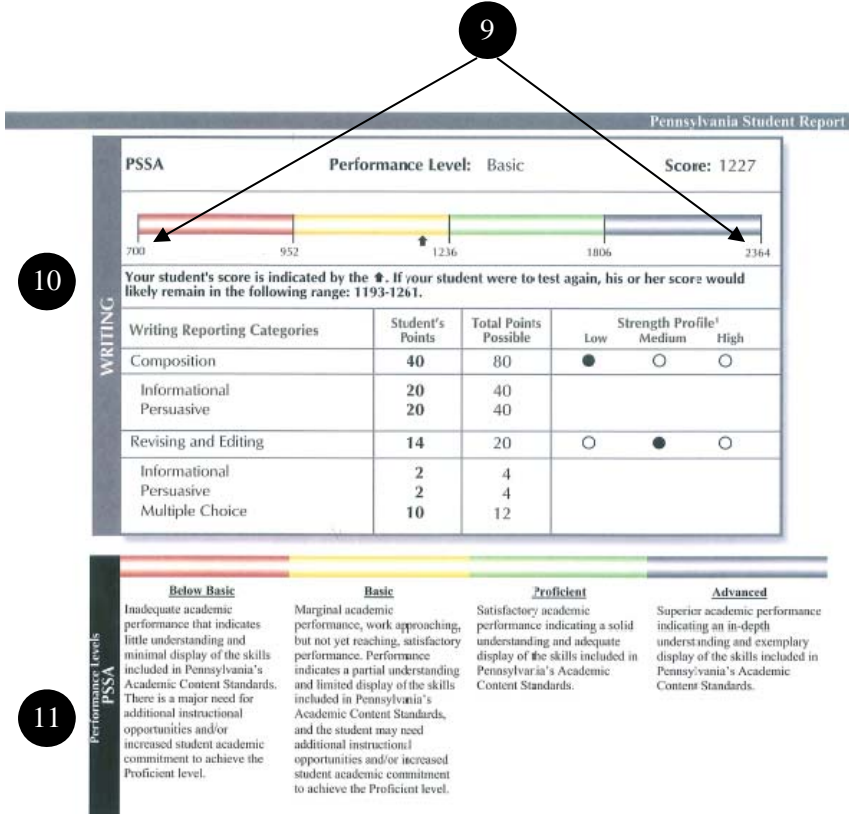 9
Pennsylvania Student Report
PSSA Performance Level: Basic Score: 1227
700 952 1236 1806 2364
10
Your student's score is indicated by the ⬆. If your student were to test again, his or her score would
likely remain in the following range: 1193-1261.
WRITING
Writing Reporting Categories Student's Points Total Points Possible Strength Profile¹
Low Medium High
Composition 40 80
Informational 20 40
Persuasive 20 40
Revising and Editing 14 20
Informational 2 4
Persuasive 2 4
Multiple Choice 10 12
11
Performance Levels
PSSA
Below Basic
Inadequate academic
performance that indicates
little understanding and
minimal display of the skills
included in Pennsylvania's
Academic Content Standards.
There is a major need for
additional instructional
opportunities and/or
increased student academic
commitment to achieve the
Proficient level.
Basic
Marginal academic
performance, work approaching,
but not yet reaching, satisfactory
performance. Performance
indicates a partial understanding
and limited display of the skills
included in Pennsylvania's
Academic Content Standards,
and the student may need
additional instructional
opportunities and/or increased
student academic commitment
to achieve the Proficient level.
Proficient
Satisfactory academic
performance indicating a solid
understanding and adequate
display of the skills included in
Pennsylvania's Academic
Content Standards.
Advanced
Superior academic performance
indicating an in-depth
understanding and exemplary
display of the skills included in
Pennsylvania's Academic
Content Standards.